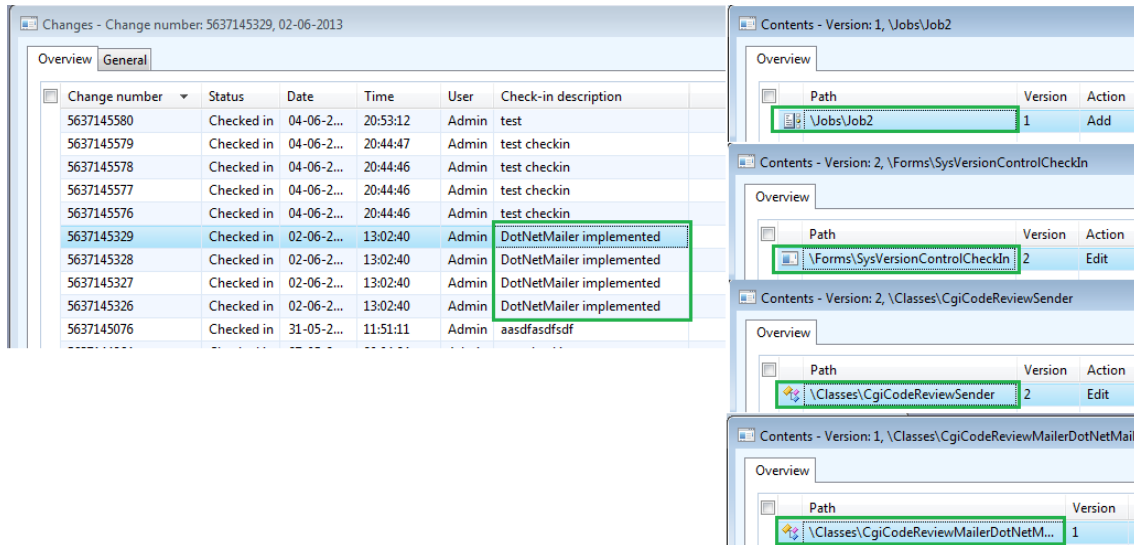 Changes - Change number: 5637145329, 02-06-2013
Overview General
Change number Status Date Time User Check-in description
5637145580 Checked in 04-06-2... 20:53:12 Admin test
5637145579 Checked in 04-06-2... 20:44:47 Admin test checkin
5637145578 Checked in 04-06-2... 20:44:46 Admin test checkin
5637145577 Checked in 04-06-2... 20:44:46 Admin test checkin
5637145576 Checked in 04-06-2... 20:44:46 Admin test checkin
5637145329 Checked in 02-06-2... 13:02:40 Admin DotNetMailer implemented
5637145328 Checked in 02-06-2... 13:02:40 Admin DotNetMailer implemented
5637145327 Checked in 02-06-2... 13:02:40 Admin DotNetMailer implemented
5637145326 Checked in 02-06-2... 13:02:40 Admin DotNetMailer implemented
5637145076 Checked in 31-05-2... 11:51:11 Admin aasdfasdfsdf
Contents - Version: 1, \Jobs\Job2
Overview
Path Version Action
\Jobs\Job2 1 Add
Contents - Version: 2, \Forms\SysVersionControlCheckIn
Overview
Path Version Action
\Forms\SysVersionControlCheckIn 2 Edit
Contents - Version: 2, \Classes\CgiCodeReviewSender
Overview
Path Version Action
\Classes\CgiCodeReviewSender 2 Edit
Contents - Version: 1, \Classes\CgiCodeReviewMailerDotNetMail
Overview
Path Version
\Classes\CgiCodeReviewMailerDotNetM... 1